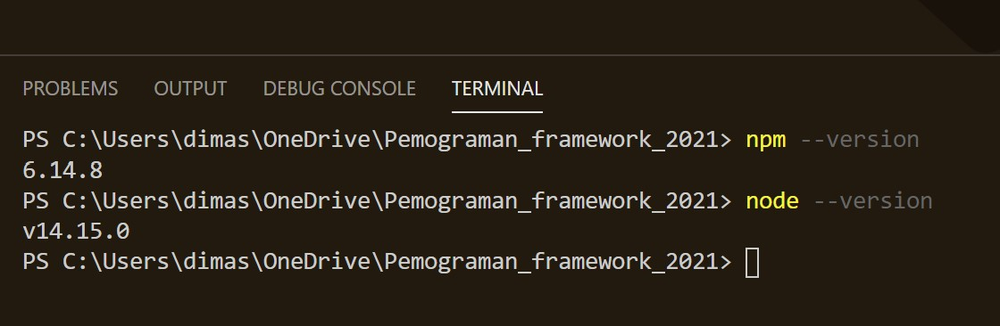 PROBLEMS OUTPUT DEBUG CONSOLE TERMINAL
PS C:\Users\dimas\OneDrive\Pemograman_framework_2021> npm --version
6.14.8
PS C:\Users\dimas\OneDrive\Pemograman_framework_2021> node --version
v14.15.0
PS C:\Users\dimas\OneDrive\Pemograman_framework_2021>